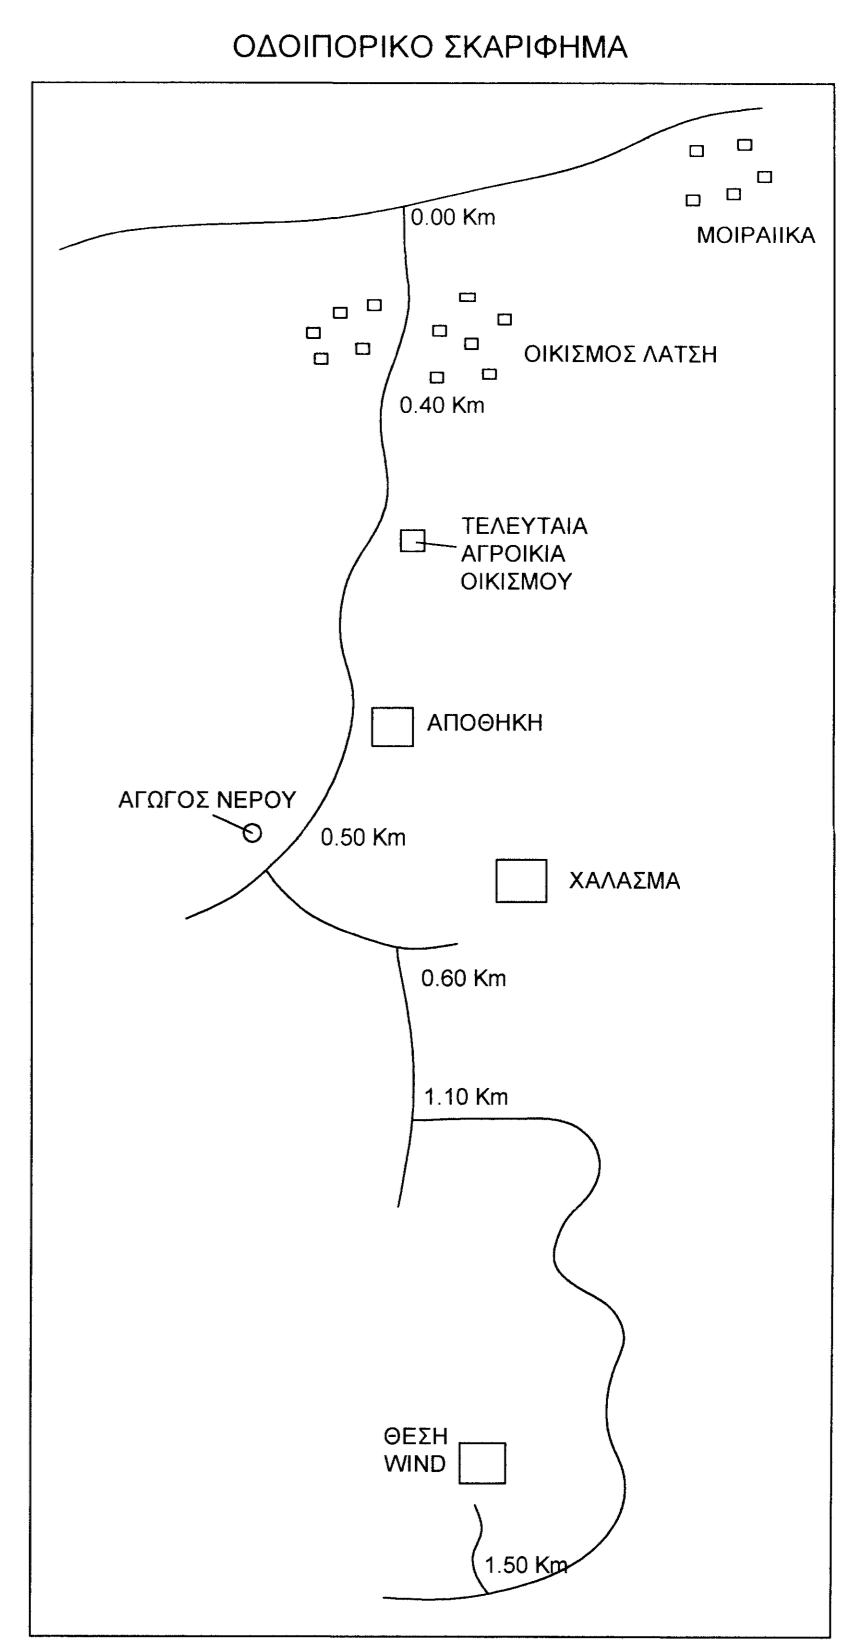 ΟΔΟΙΠΟΡΙΚΟ ΣΚΑΡΙΦΗΜΑ
0.00 Km
ΜΟΙΡΑΙΙΚΑ
ΟΙΚΙΣΜΟΣ ΛΑΤΣΗ
0.40 Km
ΤΕΛΕΥΤΑΙΑ
ΑΓΡΟΙΚΙΑ
ΟΙΚΙΣΜΟΥ
ΑΠΟΘΗΚΗ
ΑΓΩΓΟΣ ΝΕΡΟΥ
0.50 Km
ΧΑΛΑΣΜΑ
0.60 Km
1.10 Km
ΘΕΣΗ
WIND
1.50 Km